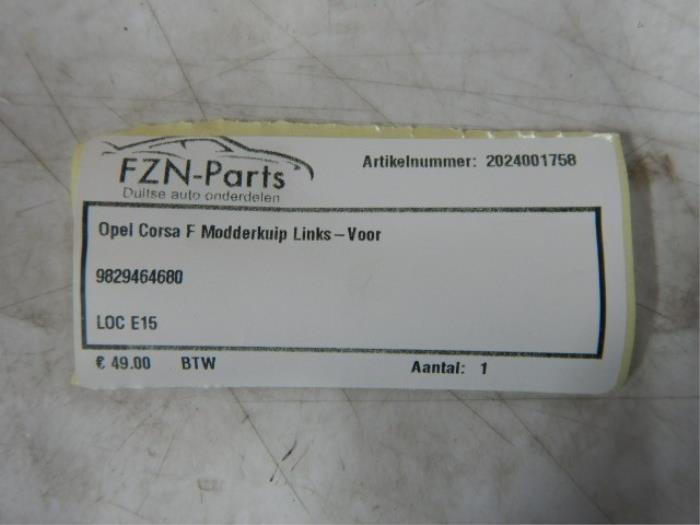 FZN-Parts
Duitse auto onderdelen
Artikelnummer: 2024001758
Opel Corsa F Modderkuip Links-Voor
9829464680
LOC E15
€ 49.00 BTW Aantal: 1